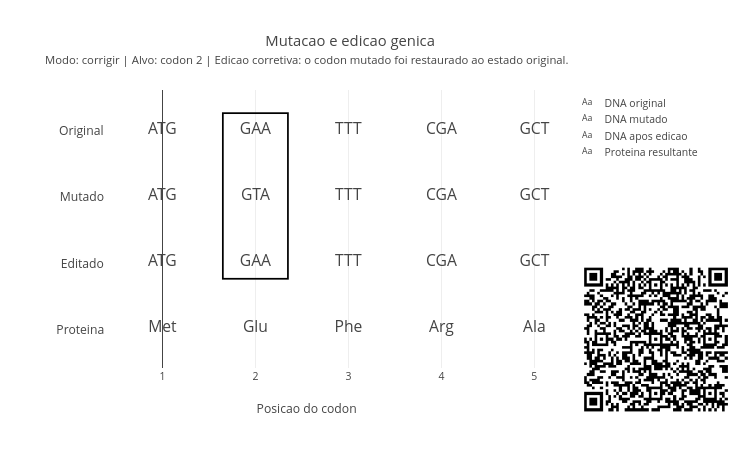 Mutacao e edicao genica
Modo: corrigir | Alvo: codon 2 | Edicao corretiva: o codon mutado foi restaurado ao estado original.
Original ATG GAA TTT CGA GCT
Mutado ATG GTA TTT CGA GCT
Editado ATG GAA TTT CGA GCT
Proteina Met Glu Phe Arg Ala
1 2 3 4 5
Posicao do codon
Aa DNA original
Aa DNA mutado
Aa DNA apos edicao
Aa Proteina resultante